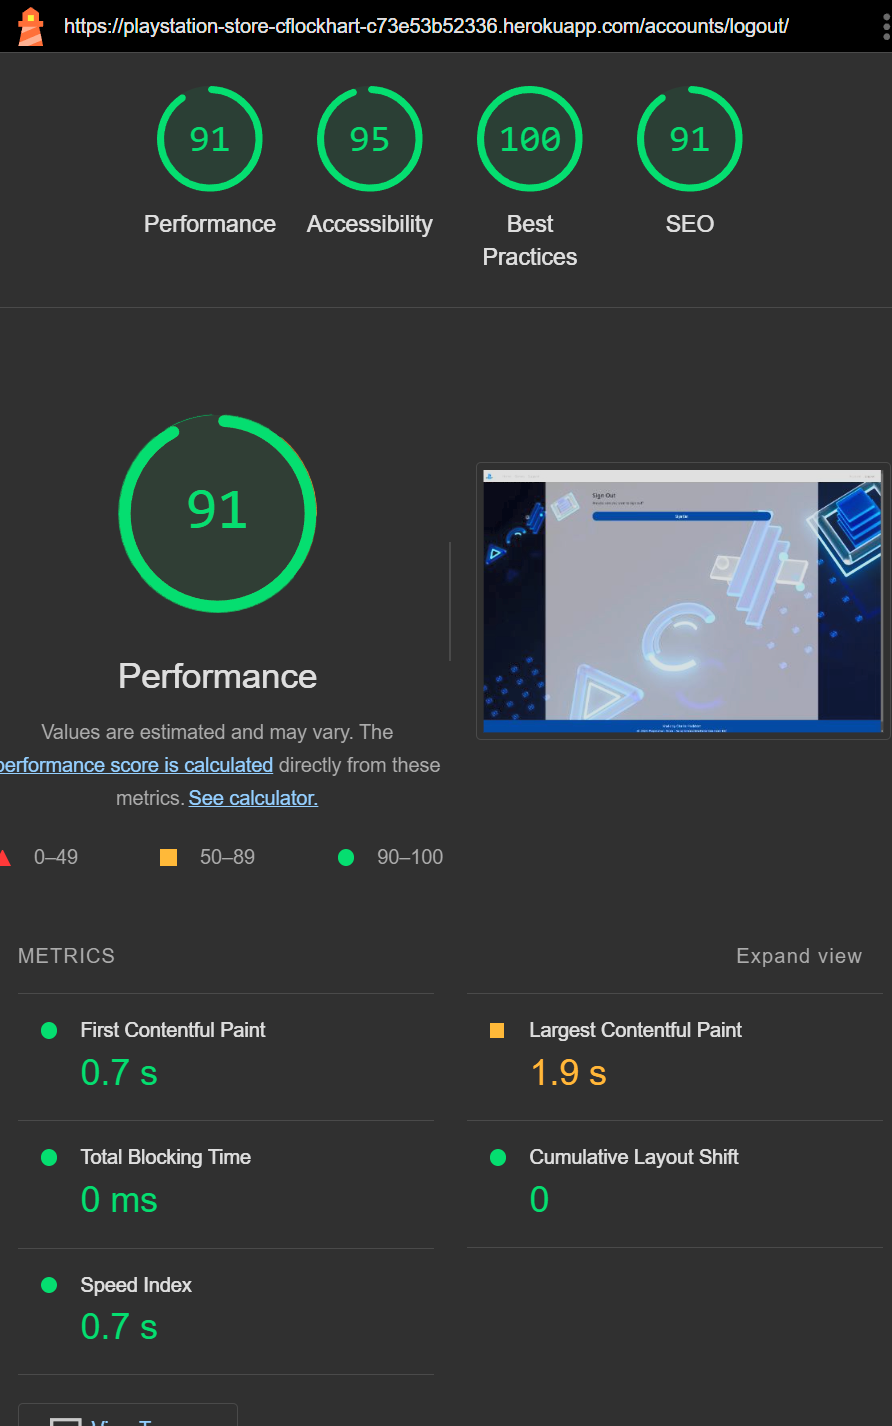 https://playstation-store-cflockhart-c73e53b52336.herokuapp.com/accounts/logout/
91
95
100
91
Performance
Accessibility
Best
Practices
SEO
91
Performance
Values are estimated and may vary. The
performance score is calculated directly from these
metrics. See calculator.
0–49
50–89
90–100
Sign Out
METRICS
Expand view
First Contentful Paint
0.7 s
Largest Contentful Paint
1.9 s
Total Blocking Time
0 ms
Cumulative Layout Shift
0
Speed Index
0.7 s